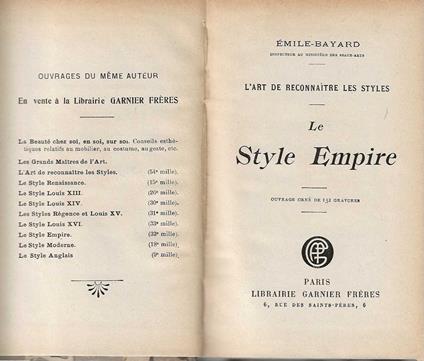 OUVRAGES DU MÊME AUTEUR
En vente à la Librairie GARNIER FRÈRES
La Beauté chez soi, en soi, sur soi. Conseils esthé-
tiques relatifs au mobilier, au costume, au geste, etc.
Les Grands Maîtres de l'Art.
L'Art de reconnaître les Styles. (54e mille).
Le Style Renaissance. (15e mille).
Le Style Louis XIII. (26e mille).
Le Style Louis XIV. (30e mille).
Les Styles Régence et Louis XV. (31e mille).
Le Style Louis XVI. (33e mille).
Le Style Empire. (33e mille).
Le Style Moderne. (18e mille).
Le Style Anglais (9e mille).
ÉMILE-BAYARD
INSPECTEUR AU MINISTÈRE DES BEAUX-ARTS
L'ART DE RECONNAÎTRE LES STYLES
Le
Style Empire
OUVRAGE ORNÉ DE 152 GRAVURES
PARIS
LIBRAIRIE GARNIER FRÈRES
6, RUE DES SAINTS-PÈRES, 6